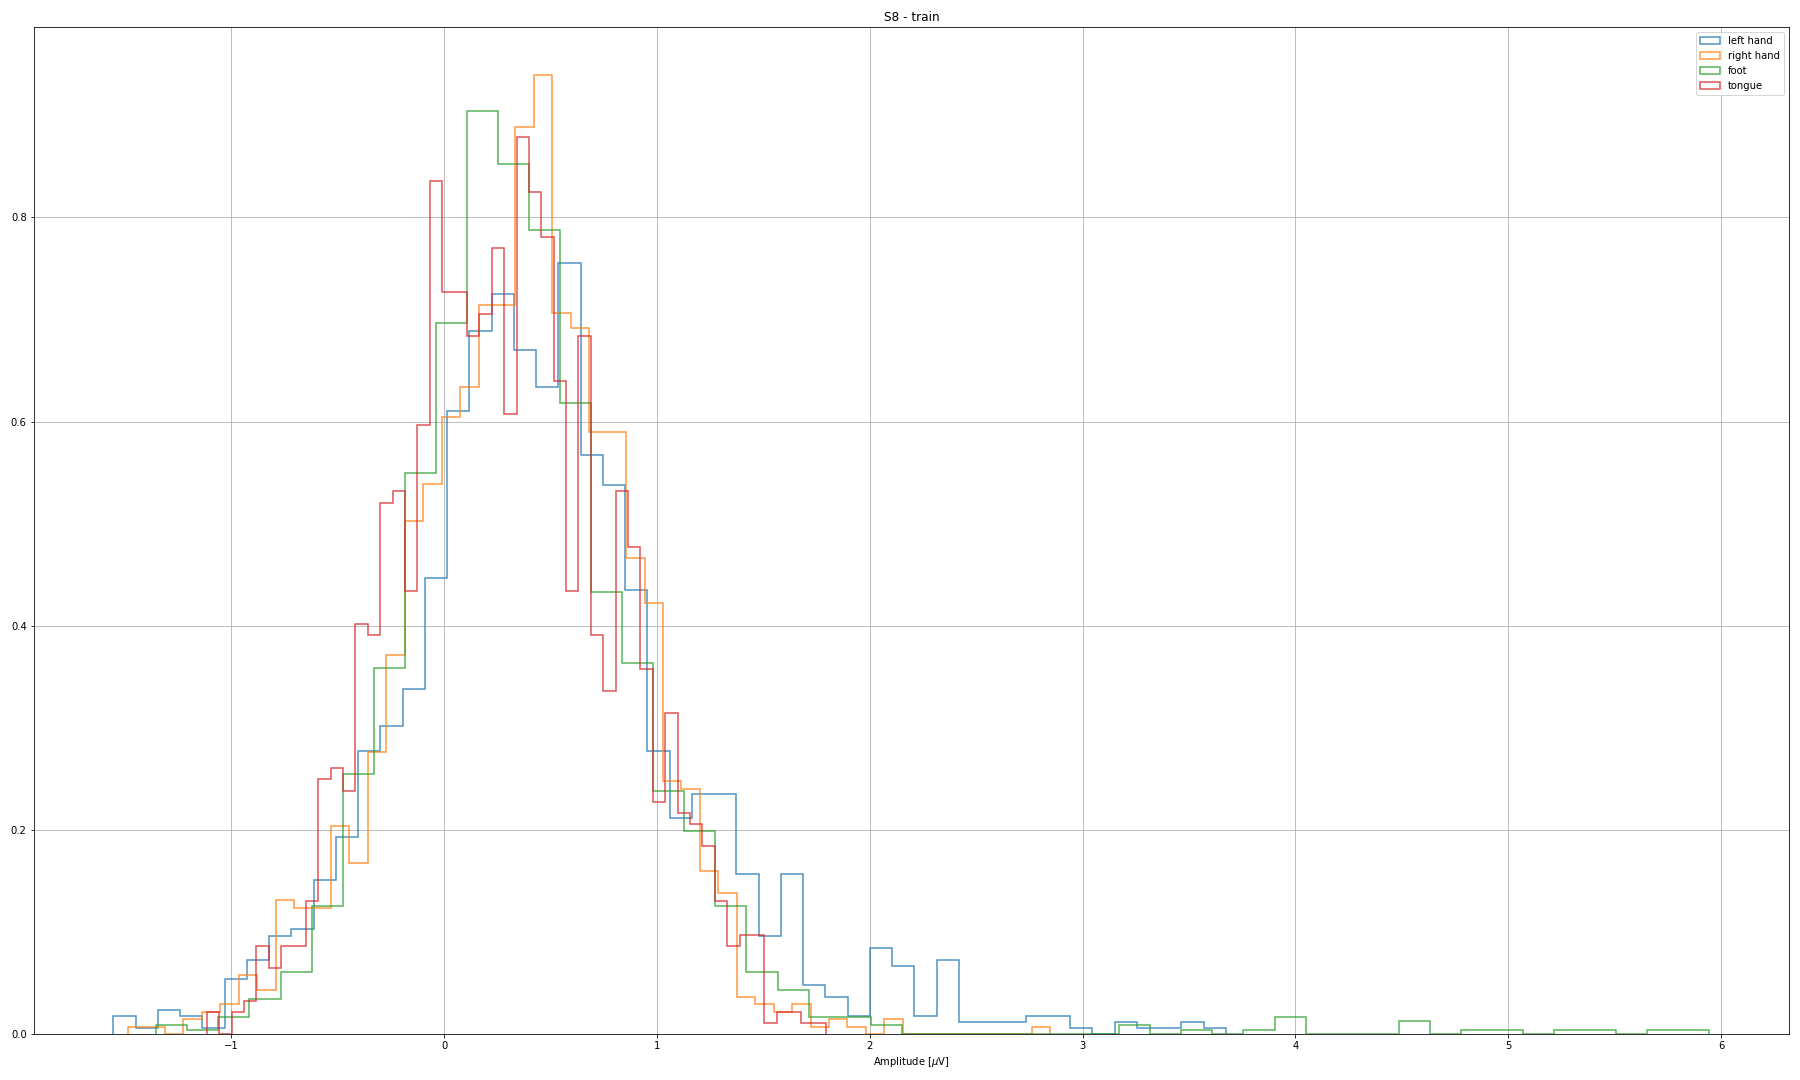 S8 - train
left hand
right hand
foot
tongue
0.8
0.6
0.4
0.2
0.0
−1 0 1 2 3 4 5 6
Amplitude [μV]